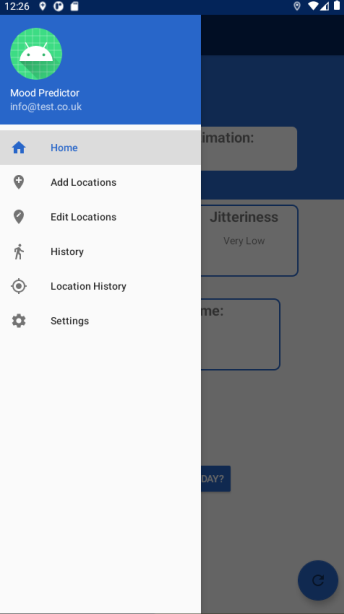 12:26
Mood Predictor
info@test.co.uk
imation:
Home
Add Locations
Edit Locations
Jitteriness
Very Low
History
Location History
me:
Settings
DAY?